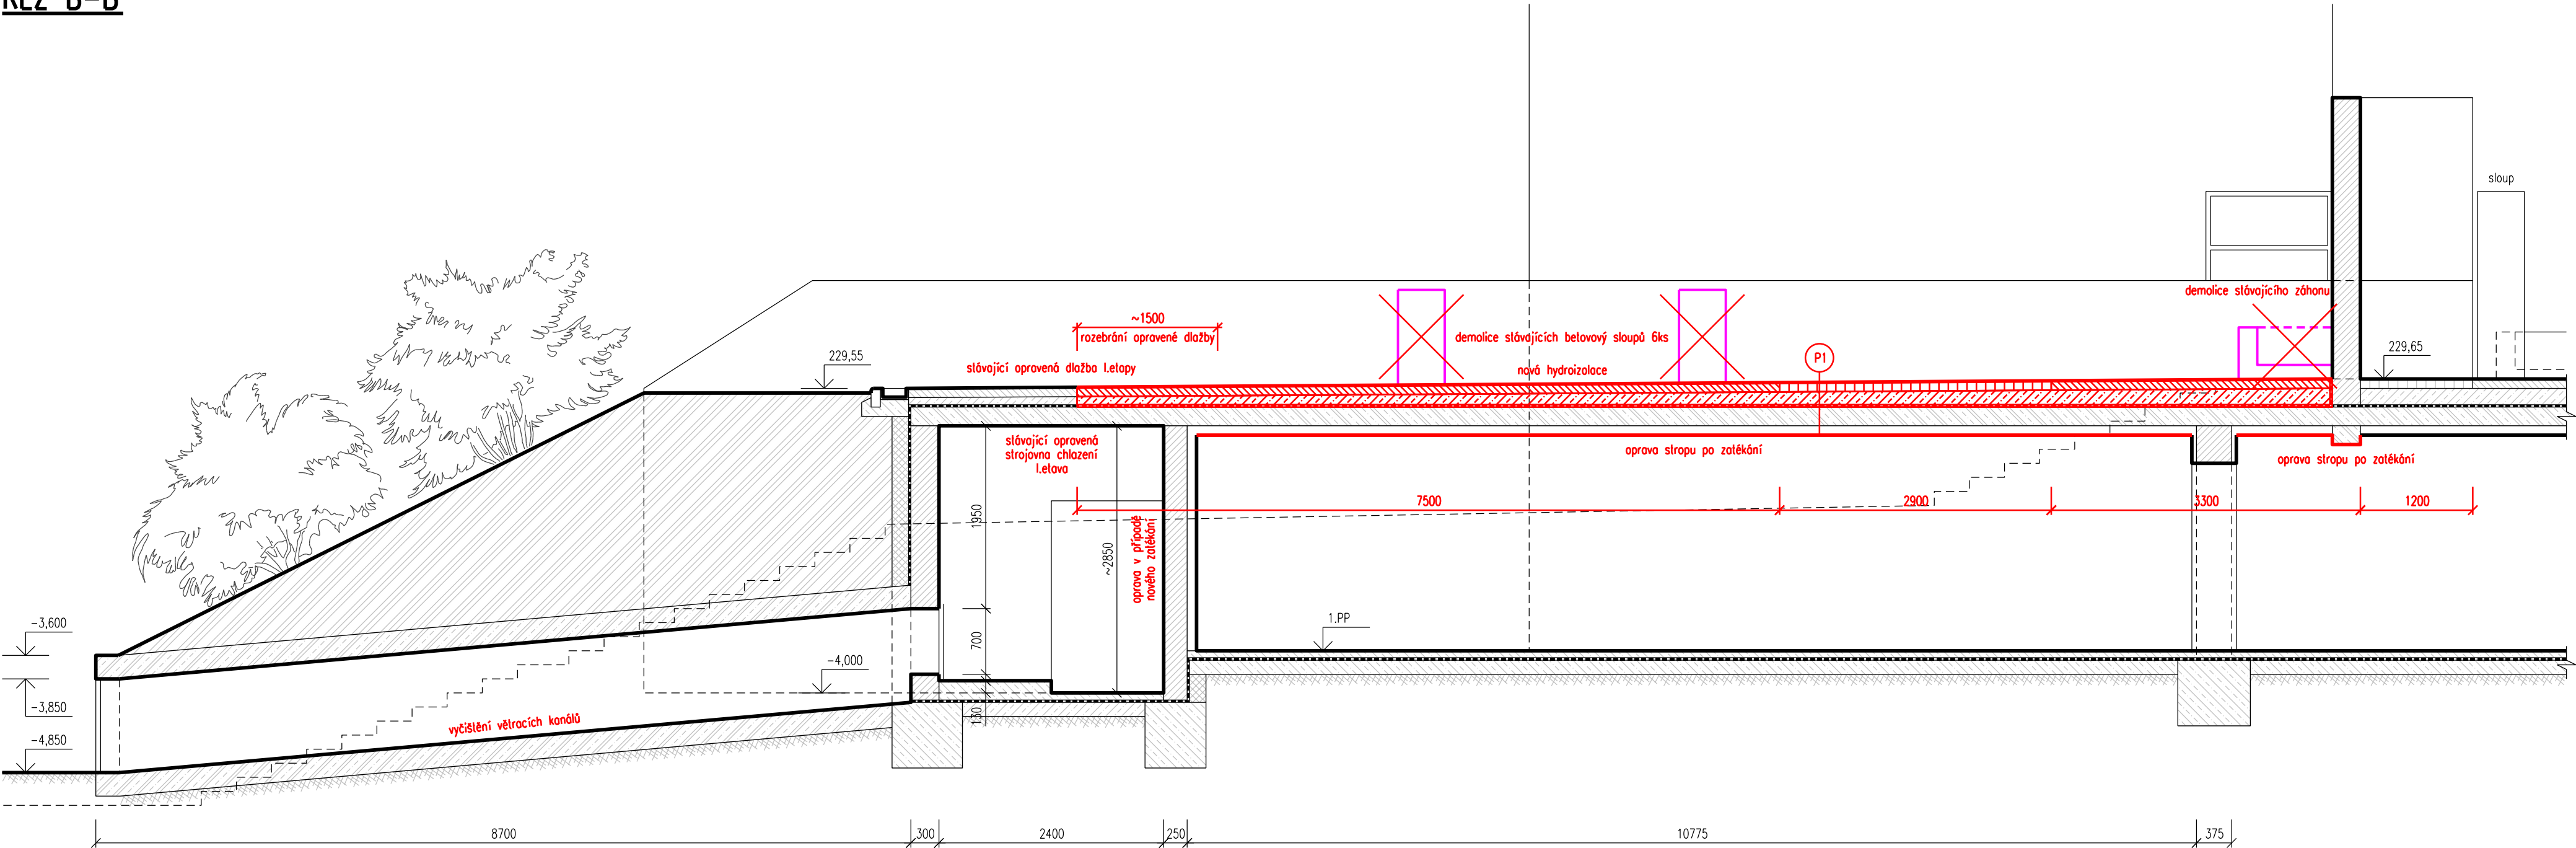 ŘEZ B-B
sloup
demolice stávajícího záhonu
~1500
rozebrání opravené dlažby
demolice stávajících betovový sloupů 6ks
P1
229,55
229,65
stávající opravená dlažba I.etapy
nová hydroizolace
stávající opravená
strojovna chlazení
I.etava
oprava stropu po zatékání
oprava stropu po zatékání
7500
2900
3300
1200
1950
~2850
oprava v přípodě
nového zatékání
-3,600
1.PP
700
-4,000
-3,850
130
vyčištění větracích kanálů
-4,850
8700
300
2400
250
10775
375